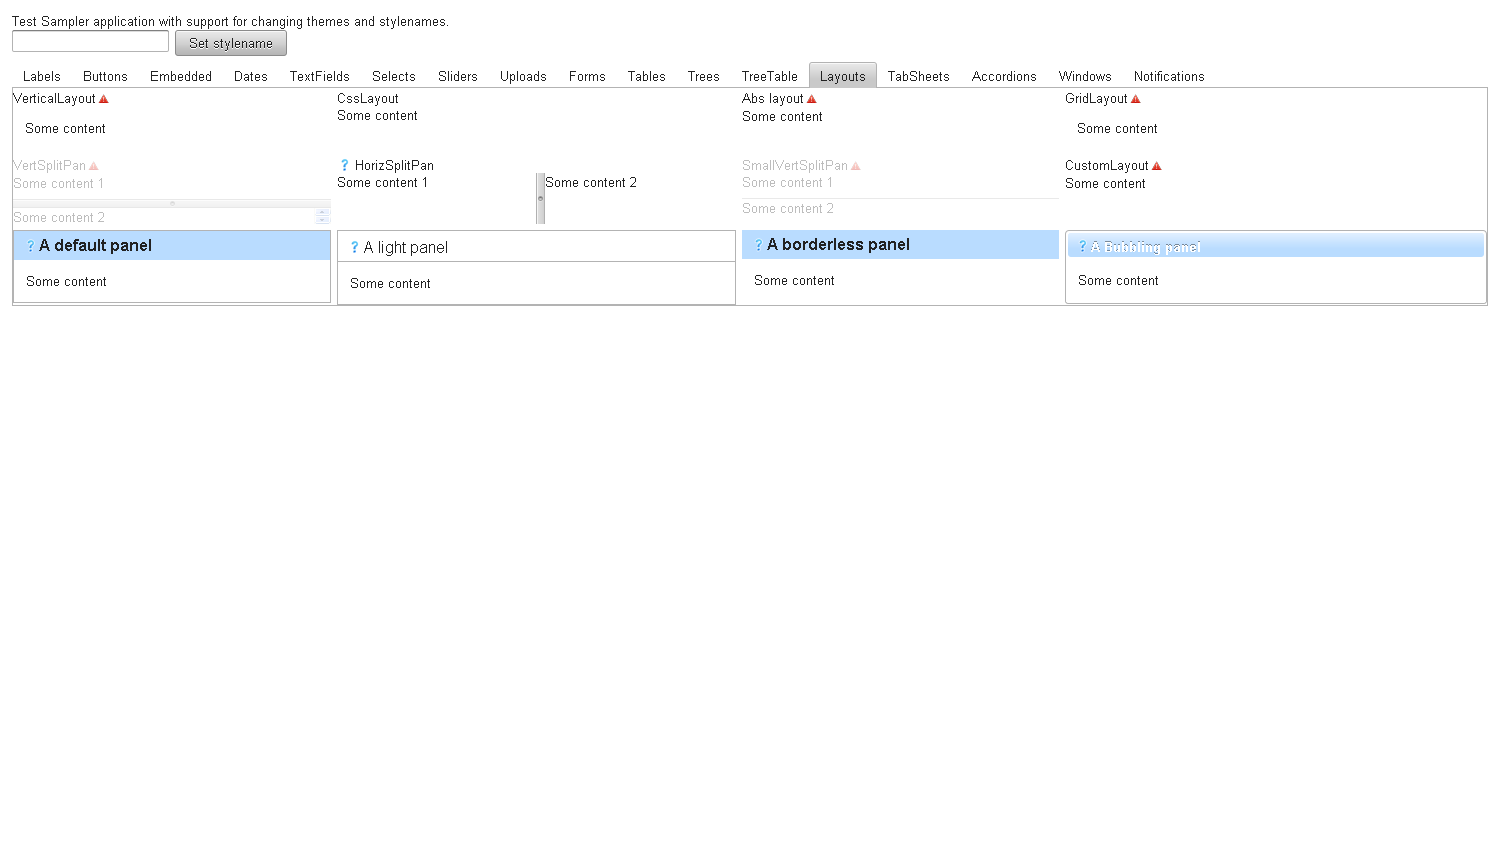 Test Sampler application with support for changing themes and stylenames.
Set stylename
Labels Buttons Embedded Dates TextFields Selects Sliders Uploads Forms Tables Trees TreeTable Layouts TabSheets Accordions Windows Notifications
VerticalLayout CssLayout Abs layout GridLayout
Some content Some content Some content Some content
VertSplitPan ? HorizSplitPan SmallVertSplitPan CustomLayout
Some content 1 Some content 1 Some content 2 Some content 1 Some content
Some content 2 Some content 2
? A default panel ? A light panel ? A borderless panel ? A Bubbling panel
Some content Some content Some content Some content